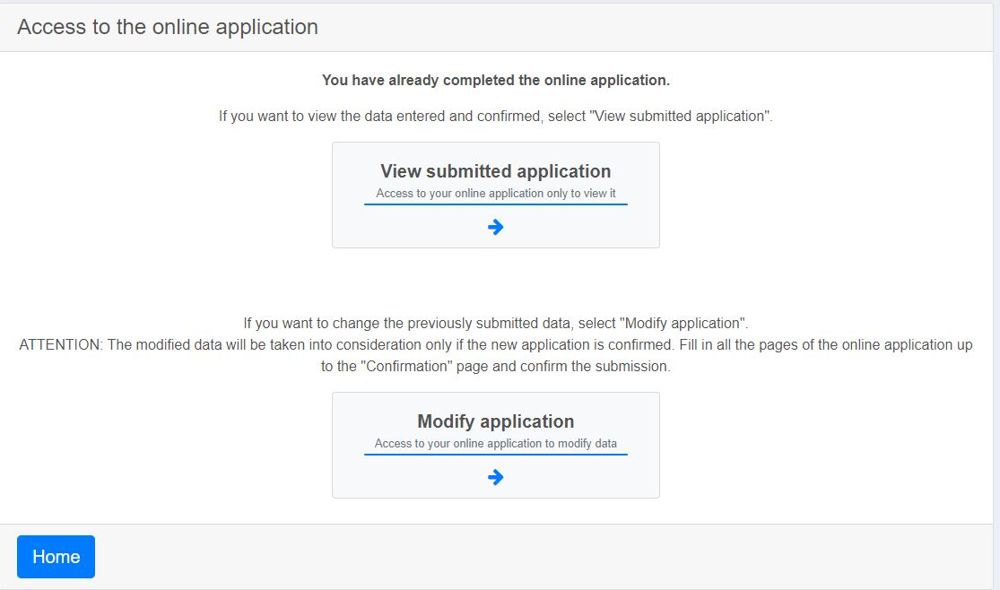 Access to the online application
You have already completed the online application.
If you want to view the data entered and confirmed, select "View submitted application".
View submitted application
Access to your online application only to view it
If you want to change the previously submitted data, select "Modify application".
ATTENTION: The modified data will be taken into consideration only if the new application is confirmed. Fill in all the pages of the online application up
to the "Confirmation" page and confirm the submission.
Modify application
Access to your online application to modify data
Home